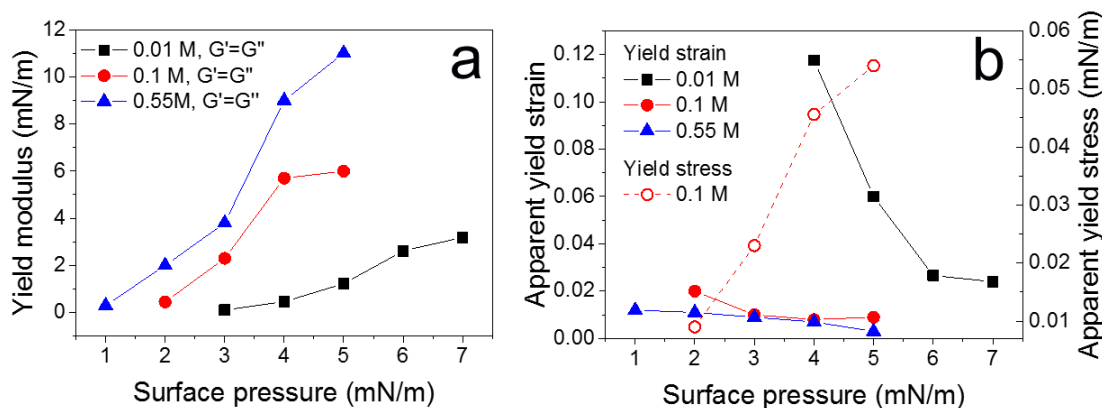 a
12
10
8
6
4
2
0
Yield modulus (mN/m)
0.01 M, G'=G''
0.1 M, G'=G''
0.55M, G'=G''
1 2 3 4 5 6 7
Surface pressure (mN/m)
b
0.12
0.10
0.08
0.06
0.04
0.02
0.00
Apparent yield strain
Yield strain
0.01 M
0.1 M
0.55 M
Yield stress
0.1 M
0.06
0.05
0.04
0.03
0.02
0.01
Apparent yield stress (mN/m)
1 2 3 4 5 6 7
Surface pressure (mN/m)